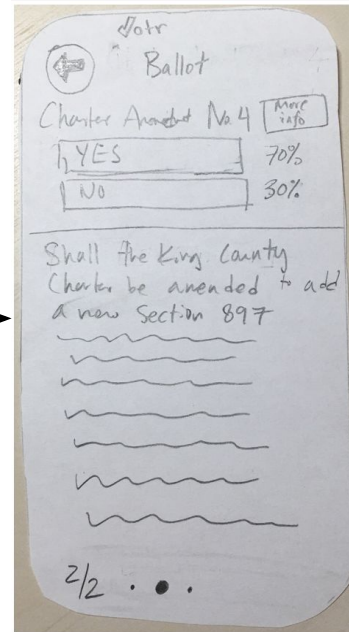 Votr
Ballot
Charter Amendment No. 4
More
info
YES
70%
NO
30%
Shall the King County
Charter be amended to add
a new Section 897
2/2